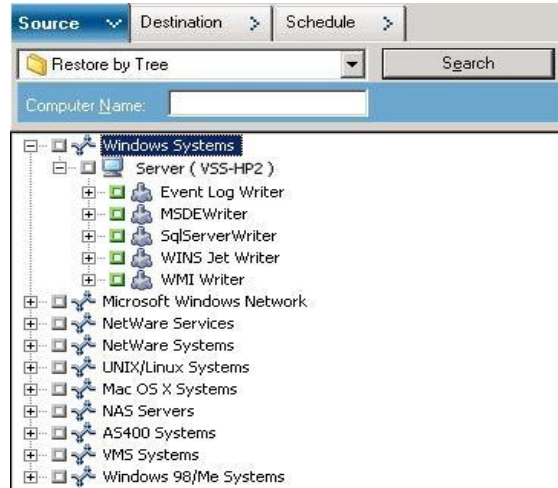 Source Destination Schedule
Restore by Tree Search
Computer Name:
Windows Systems
Server ( VSS-HP2 )
Event Log Writer
MSDEWriter
SqlServerWriter
WINS Jet Writer
WMI Writer
Microsoft Windows Network
NetWare Services
NetWare Systems
UNIX/Linux Systems
Mac OS X Systems
NAS Servers
AS400 Systems
VMS Systems
Windows 98/Me Systems